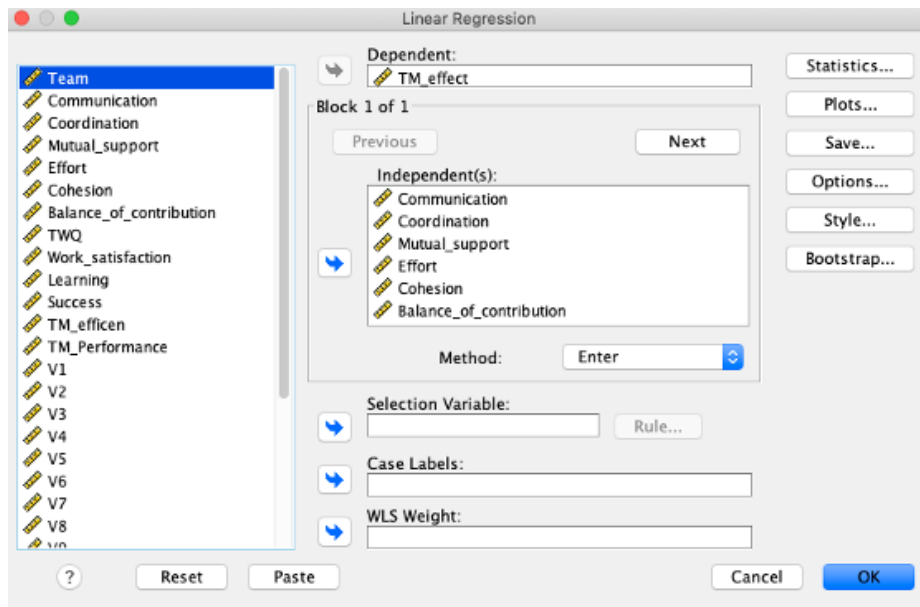 Linear Regression
Team
Communication
Coordination
Mutual_support
Effort
Cohesion
Balance_of_contribution
TWQ
Work_satisfaction
Learning
Success
TM_efficen
TM_Performance
V1
V2
V3
V4
V5
V6
V7
V8
Dependent:
TM_effect
Block 1 of 1
Previous
Next
Independent(s):
Communication
Coordination
Mutual_support
Effort
Cohesion
Balance_of_contribution
Method:
Enter
Selection Variable:
Rule...
Case Labels:
WLS Weight:
Statistics...
Plots...
Save...
Options...
Style...
Bootstrap...
?
Reset
Paste
Cancel
OK